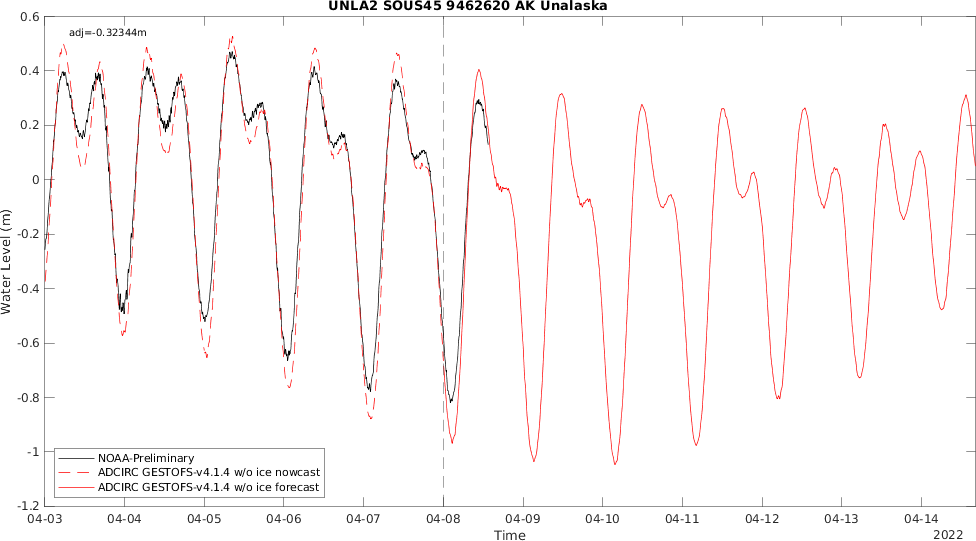 UNLA2 SOUS45 9462620 AK Unalaska
adj=-0.32344m
0.6
0.4
0.2
0
-0.2
-0.4
-0.6
-0.8
-1
-1.2
Water Level (m)
NOAA-Preliminary
ADCIRC GESTOFS-v4.1.4 w/o ice nowcast
ADCIRC GESTOFS-v4.1.4 w/o ice forecast
04-03 04-04 04-05 04-06 04-07 04-08 04-09 04-10 04-11 04-12 04-13 04-14
Time
2022